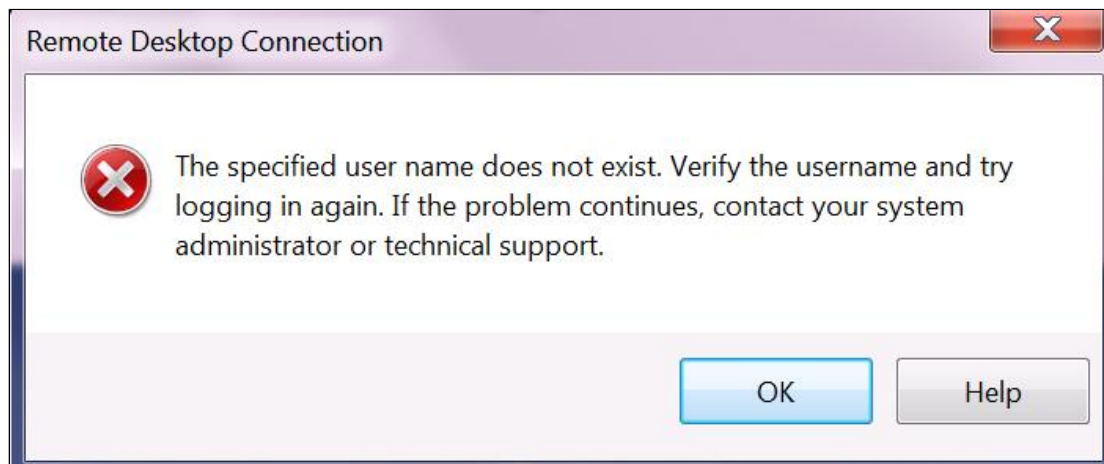 Remote Desktop Connection
The specified user name does not exist. Verify the username and try
logging in again. If the problem continues, contact your system
administrator or technical support.
OK
Help